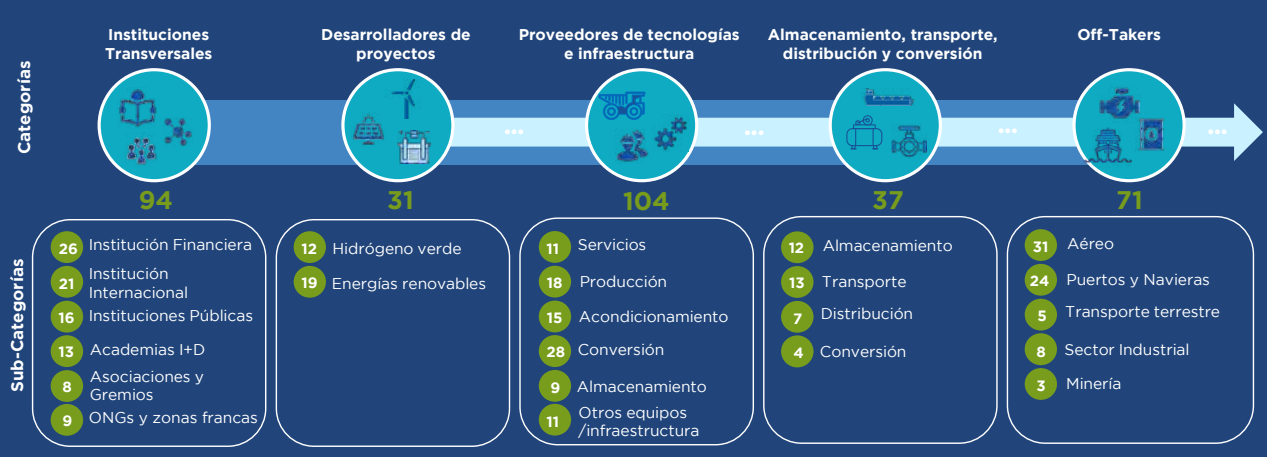 Categorías
Instituciones
Transversales
Desarrolladores de
proyectos
Proveedores de tecnologías
e infraestructura
Almacenamiento, transporte,
distribución y conversión
Off-Takers
...
...
...
...
94
31
104
37
71
Sub-Categorías
26 Institución Financiera
21 Institución
Internacional
16 Instituciones Públicas
13 Academias I+D
8 Asociaciones y
Gremios
9 ONGs y zonas francas
12 Hidrógeno verde
19 Energías renovables
11 Servicios
18 Producción
15 Acondicionamiento
28 Conversión
9 Almacenamiento
11 Otros equipos
/infraestructura
12 Almacenamiento
13 Transporte
7 Distribución
4 Conversión
31 Aéreo
24 Puertos y Navieras
5 Transporte terrestre
8 Sector Industrial
3 Minería